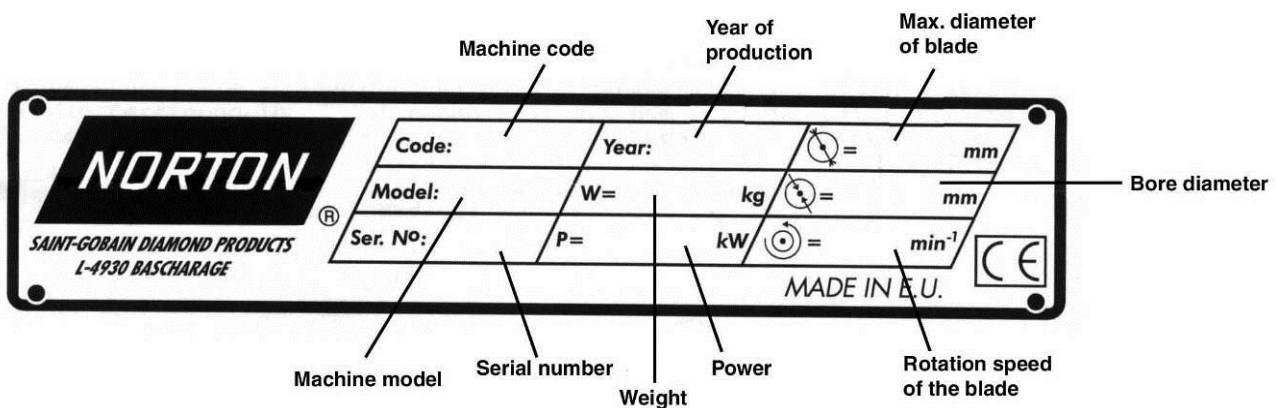 Year of
production
Max. diameter
of blade
Machine code
NORTON
®
SAINT-GOBAIN DIAMOND PRODUCTS
L-4930 BASCHARAGE
Code:
Year:
= mm
Model:
W= kg
= mm
Bore diameter
Ser. Nº:
P= kW
= min⁻¹
MADE IN E.U.
CE
Machine model
Serial number
Weight
Power
Rotation speed
of the blade